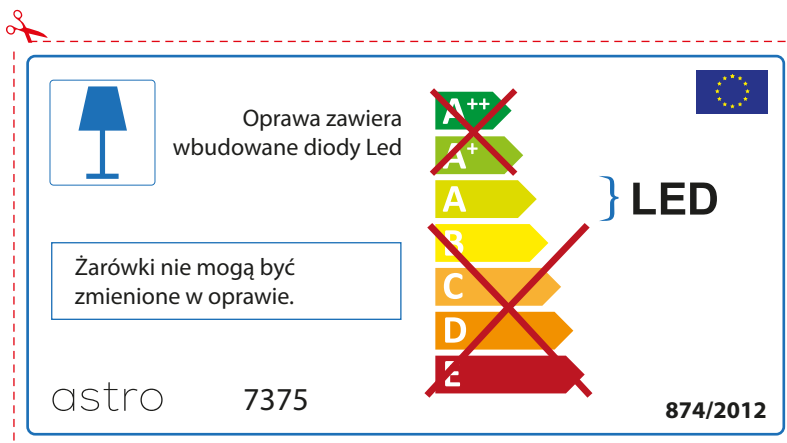 Oprawa zawiera
wbudowane diody Led
A++
A+
A
B
C
D
E
LED
Żarówki nie mogą być
zmienione w oprawie.
astro
7375
874/2012